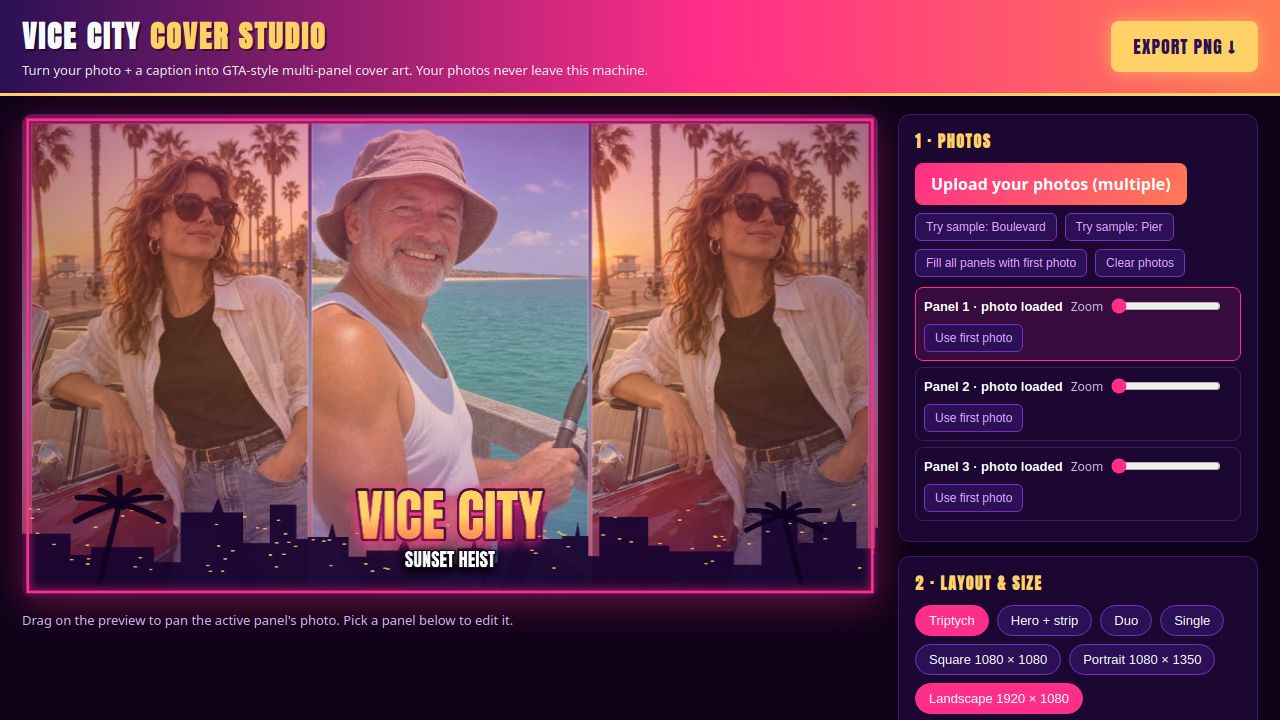 VICE CITY COVER STUDIO
Turn your photo + a caption into GTA-style multi-panel cover art. Your photos never leave this machine.
EXPORT PNG ⬇
VICE CITY
SUNSET HEIST
Drag on the preview to pan the active panel's photo. Pick a panel below to edit it.
1 · PHOTOS
Upload your photos (multiple)
Try sample: Boulevard
Try sample: Pier
Fill all panels with first photo
Clear photos
Panel 1 · photo loaded Zoom
Use first photo
Panel 2 · photo loaded Zoom
Use first photo
Panel 3 · photo loaded Zoom
Use first photo
2 · LAYOUT & SIZE
Triptych
Hero + strip
Duo
Single
Square 1080 × 1080
Portrait 1080 × 1350
Landscape 1920 × 1080